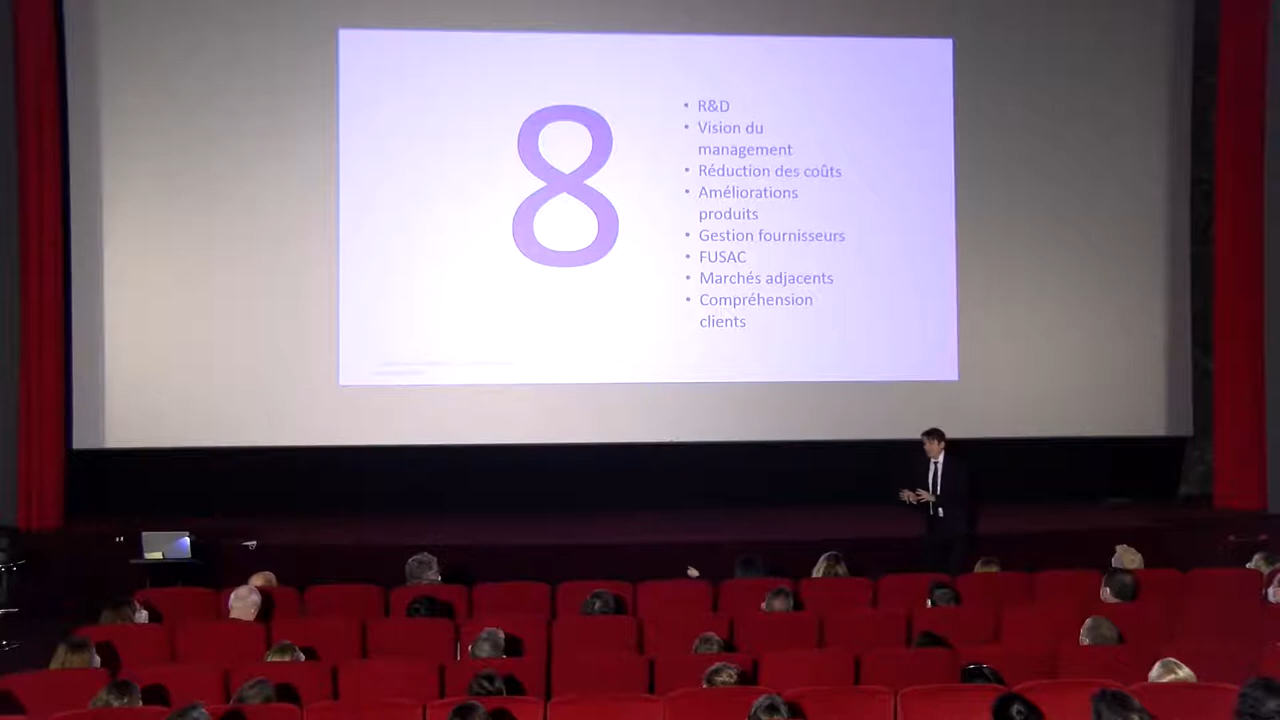 8
• R&D
• Vision du
management
• Réduction des coûts
• Améliorations
produits
• Gestion fournisseurs
• FUSAC
• Marchés adjacents
• Compréhension
clients